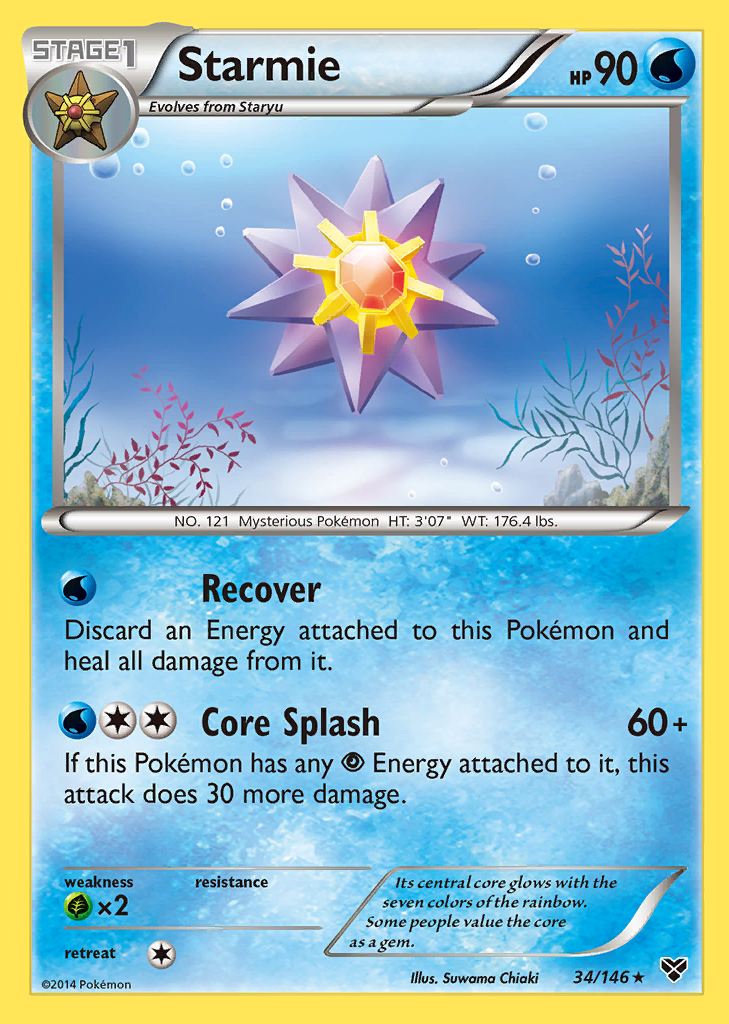 STAGE1
Starmie
HP 90
Evolves from Staryu
NO. 121 Mysterious Pokémon HT: 3'07" WT: 176.4 lbs.
Recover
Discard an Energy attached to this Pokémon and
heal all damage from it.
Core Splash 60+
If this Pokémon has any Energy attached to it, this
attack does 30 more damage.
weakness
×2
resistance
retreat
Its central core glows with the
seven colors of the rainbow.
Some people value the core
as a gem.
©2014 Pokémon
Illus. Suwama Chiaki
34/146 ★